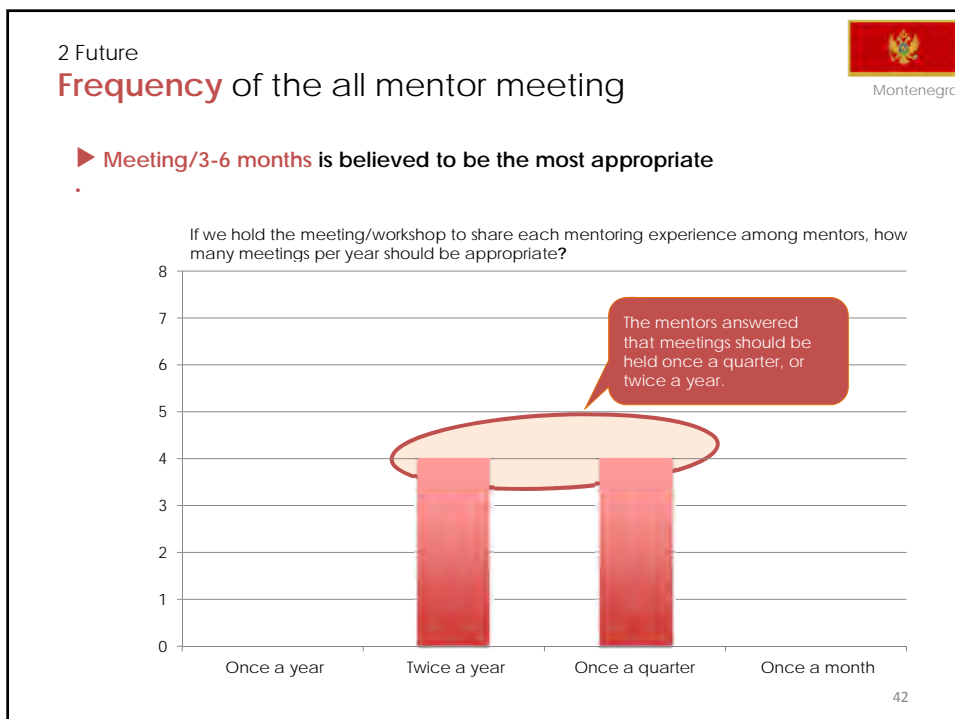 2 Future
Frequency of the all mentor meeting
Montenegro
▶ Meeting/3-6 months is believed to be the most appropriate
.
If we hold the meeting/workshop to share each mentoring experience among mentors, how
many meetings per year should be appropriate?
8
7
6
5
4
3
2
1
0
The mentors answered
that meetings should be
held once a quarter, or
twice a year.
Once a year
Twice a year
Once a quarter
Once a month
42